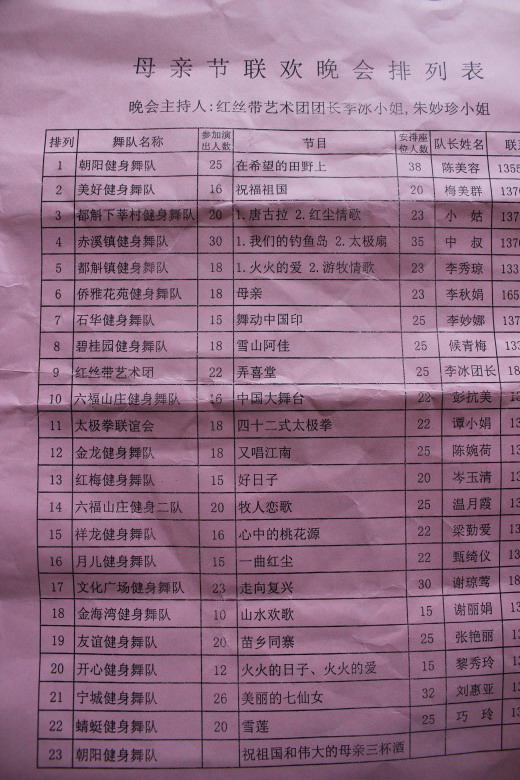 母亲节联欢晚会排列表
晚会主持人:红丝带艺术团团长李冰小姐,朱妙珍小姐
排列 舞队名称 参加演出人数 节目 安排座位人数 队长姓名 联
1 朝阳健身舞队 25 在希望的田野上 38 陈美容 1355
2 美好健身舞队 16 祝福祖国 20 梅美群 1370
3 都斛下莘村健身舞队 20 1.唐古拉 2.红尘情歌 23 小姑 137
4 赤溪镇健身舞队 30 1.我们的钓鱼岛 2.太极扇 35 中叔 1370
5 都斛镇健身舞队 18 1.火火的爱 2.游牧情歌 23 李秀琼 133
6 侨雅花苑健身舞队 18 母亲 23 李秋娟 165
7 石华健身舞队 15 舞动中国印 25 李妙娜 137
8 碧桂园健身舞队 18 雪山阿佳 25 候青梅 133
9 红丝带艺术团 22 弄喜堂 25 李冰团长 18
10 六福山庄健身舞队 16 中国大舞台 22 彭抗美 13
11 太极拳联谊会 18 四十二式太极拳 22 谭小娟 13
12 金龙健身舞队 18 又唱江南 25 陈婉荷 13
13 红梅健身舞队 15 好日子 20 岑玉清 13
14 六福山庄健身二队 20 牧人恋歌 25 温月霞 13
15 祥龙健身舞队 16 心中的桃花源 22 梁勤爱 13
16 月儿健身舞队 15 一曲红尘 22 甄绮仪 13
17 文化广场健身舞队 23 走向复兴 30 谢琼莺 18
18 金海湾健身舞队 10 山水欢歌 15 谢丽娟 13
19 友谊健身舞队 20 苗乡同寨 25 张艳丽 13
20 开心健身舞队 12 火火的日子、火火的爱 15 黎秀玲 13
21 宁城健身舞队 26 美丽的七仙女 32 刘惠亚 13
22 蜻蜓健身舞队 20 雪莲 25 巧玲 13
23 朝阳健身舞队 祝祖国和伟大的母亲三杯酒